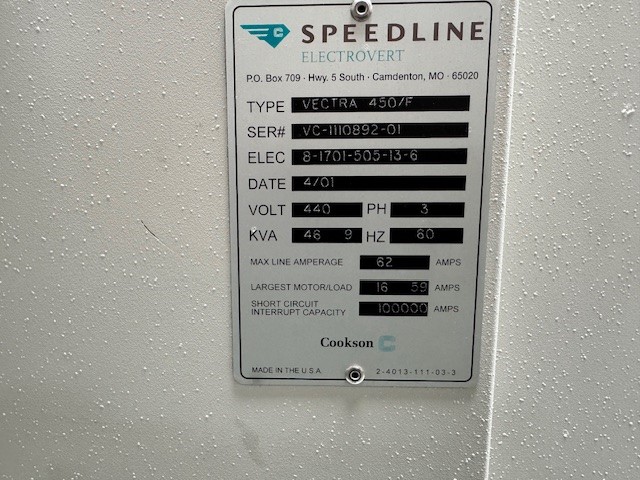 SPEEDLINE
ELECTROVERT
P.O. Box 709 · Hwy. 5 South · Camdenton, MO · 65020
TYPE VECTRA 450/F
SER# VC-1110892-01
ELEC 8-1701-505-13-6
DATE 4/01
VOLT 440 PH 3
KVA 46 9 HZ 60
MAX LINE AMPERAGE 62 AMPS
LARGEST MOTOR/LOAD 16 59 AMPS
SHORT CIRCUIT
INTERRUPT CAPACITY 100000 AMPS
Cookson C
MADE IN THE U.S.A. 2-4013-111-03-3